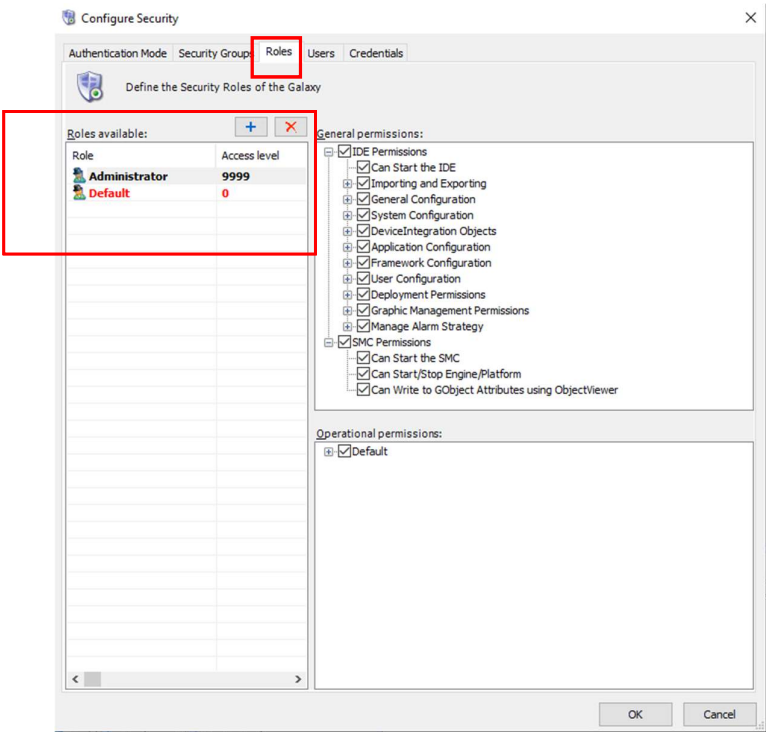 Configure Security
Authentication Mode Security Groups Roles Users Credentials
Define the Security Roles of the Galaxy
Roles available:
Role Access level
Administrator 9999
Default 0
General permissions:
IDE Permissions
Can Start the IDE
Importing and Exporting
General Configuration
System Configuration
DeviceIntegration Objects
Application Configuration
Framework Configuration
User Configuration
Deployment Permissions
Graphic Management Permissions
Manage Alarm Strategy
SMC Permissions
Can Start the SMC
Can Start/Stop Engine/Platform
Can Write to GObject Attributes using ObjectViewer
Operational permissions:
Default
OK Cancel